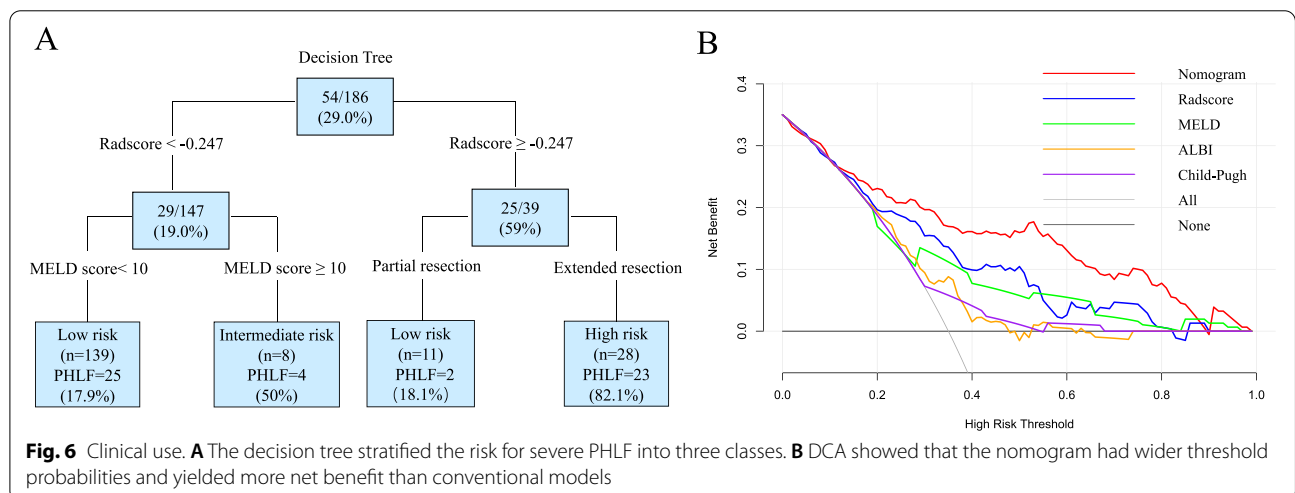 A
Decision Tree
54/186
(29.0%)
Radscore < -0.247
Radscore ≥ -0.247
29/147
(19.0%)
25/39
(59%)
MELD score< 10
MELD score ≥ 10
Partial resection
Extended resection
Low risk
(n=139)
PHLF=25
(17.9%)
Intermediate risk
(n=8)
PHLF=4
(50%)
Low risk
(n=11)
PHLF=2
(18.1%)
High risk
(n=28)
PHLF=23
(82.1%)
B
Nomogram
Radscore
MELD
ALBI
Child-Pugh
All
None
Net Benefit
0.4
0.3
0.2
0.1
0.0
0.0 0.2 0.4 0.6 0.8 1.0
High Risk Threshold
Fig. 6 Clinical use. A The decision tree stratified the risk for severe PHLF into three classes. B DCA showed that the nomogram had wider threshold
probabilities and yielded more net benefit than conventional models